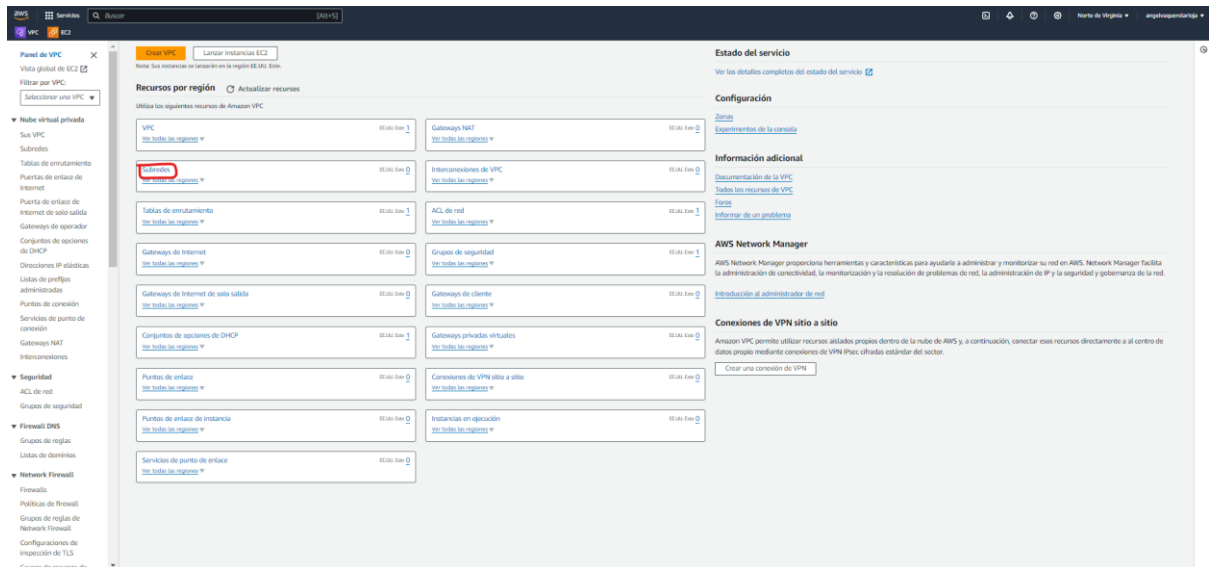 aws
Servicios
Buscar
[Alt+S]
Norte de Virginia
angelvaquerolarioja
VPC
EC2
Panel de VPC
Vista global de EC2
Filtrar por VPC:
Seleccionar una VPC
Nube virtual privada
Sus VPC
Subredes
Tablas de enrutamiento
Puertas de enlace de
Internet
Puerta de enlace de
Internet de solo salida
Gateways de operador
Conjuntos de opciones
de DHCP
Direcciones IP elásticas
Listas de prefijos
administradas
Puntos de conexión
Servicios de punto de
conexión
Gateways NAT
Interconexiones
Seguridad
ACL de red
Grupos de seguridad
Firewall DNS
Grupos de reglas
Listas de dominios
Network Firewall
Firewalls
Políticas de firewall
Grupos de reglas de
Network Firewall
Configuraciones de
inspección de TLS
Crear VPC
Lanzar instancias EC2
Nota: Sus instancias se lanzarán en la región EE.UU. Este.
Recursos por región
Actualizar recursos
Utiliza los siguientes recursos de Amazon VPC
VPC EE.UU. Este 1
Ver todas las regiones
Gateways NAT EE.UU. Este 0
Ver todas las regiones
Subredes EE.UU. Este 0
Ver todas las regiones
Interconexiones de VPC EE.UU. Este 0
Ver todas las regiones
Tablas de enrutamiento EE.UU. Este 1
Ver todas las regiones
ACL de red EE.UU. Este 1
Ver todas las regiones
Gateways de Internet EE.UU. Este 0
Ver todas las regiones
Grupos de seguridad EE.UU. Este 1
Ver todas las regiones
Gateways de Internet de solo salida EE.UU. Este 0
Ver todas las regiones
Gateways de cliente EE.UU. Este 0
Ver todas las regiones
Conjuntos de opciones de DHCP EE.UU. Este 1
Ver todas las regiones
Gateways privadas virtuales EE.UU. Este 0
Ver todas las regiones
Puntos de enlace EE.UU. Este 0
Ver todas las regiones
Conexiones de VPN sitio a sitio EE.UU. Este 0
Ver todas las regiones
Puntos de enlace de instancia EE.UU. Este 0
Ver todas las regiones
Instancias en ejecución EE.UU. Este 0
Ver todas las regiones
Servicios de punto de enlace EE.UU. Este 0
Ver todas las regiones
Estado del servicio
Ver los detalles completos del estado del servicio
Configuración
Zonas
Experimentos de la consola
Información adicional
Documentación de la VPC
Todos los recursos de VPC
Foros
Informar de un problema
AWS Network Manager
AWS Network Manager proporciona herramientas y características para ayudarle a administrar y monitorizar su red en AWS. Network Manager facilita
la administración de conectividad, la monitorización y la resolución de problemas de red, la administración de IP y la seguridad y gobernanza de la red.
Introducción al administrador de red
Conexiones de VPN sitio a sitio
Amazon VPC permite utilizar recursos aislados propios dentro de la nube de AWS y, a continuación, conectar esos recursos directamente a al centro de
datos propio mediante conexiones de VPN IPsec cifradas estándar del sector.
Crear una conexión de VPN